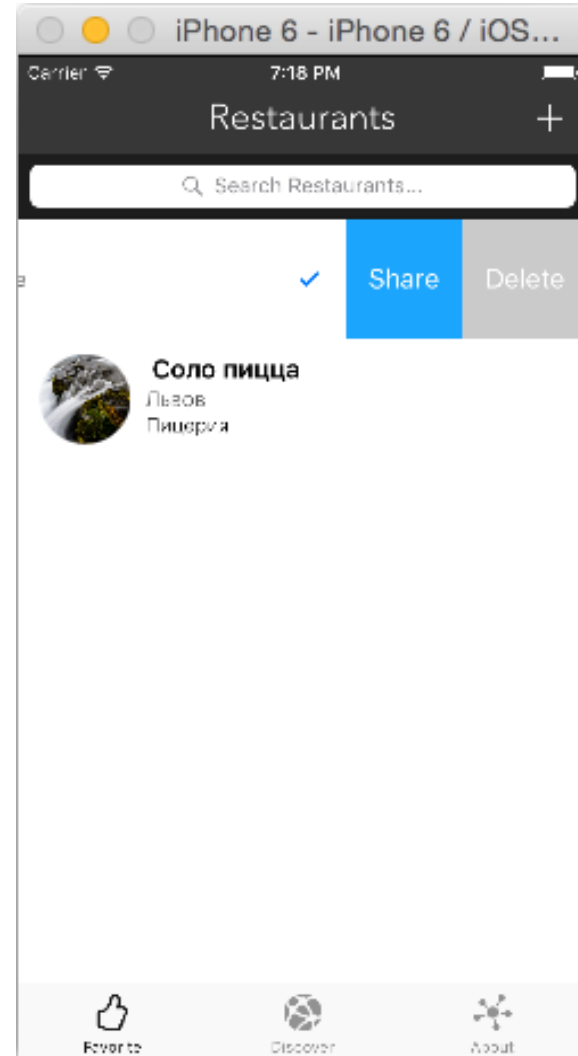 iPhone 6 - iPhone 6 / iOS...
Carrier 7:18 PM
Restaurants +
Search Restaurants...
e Share Delete
Соло пицца
Львов
Пицерия
Favorite Discover About